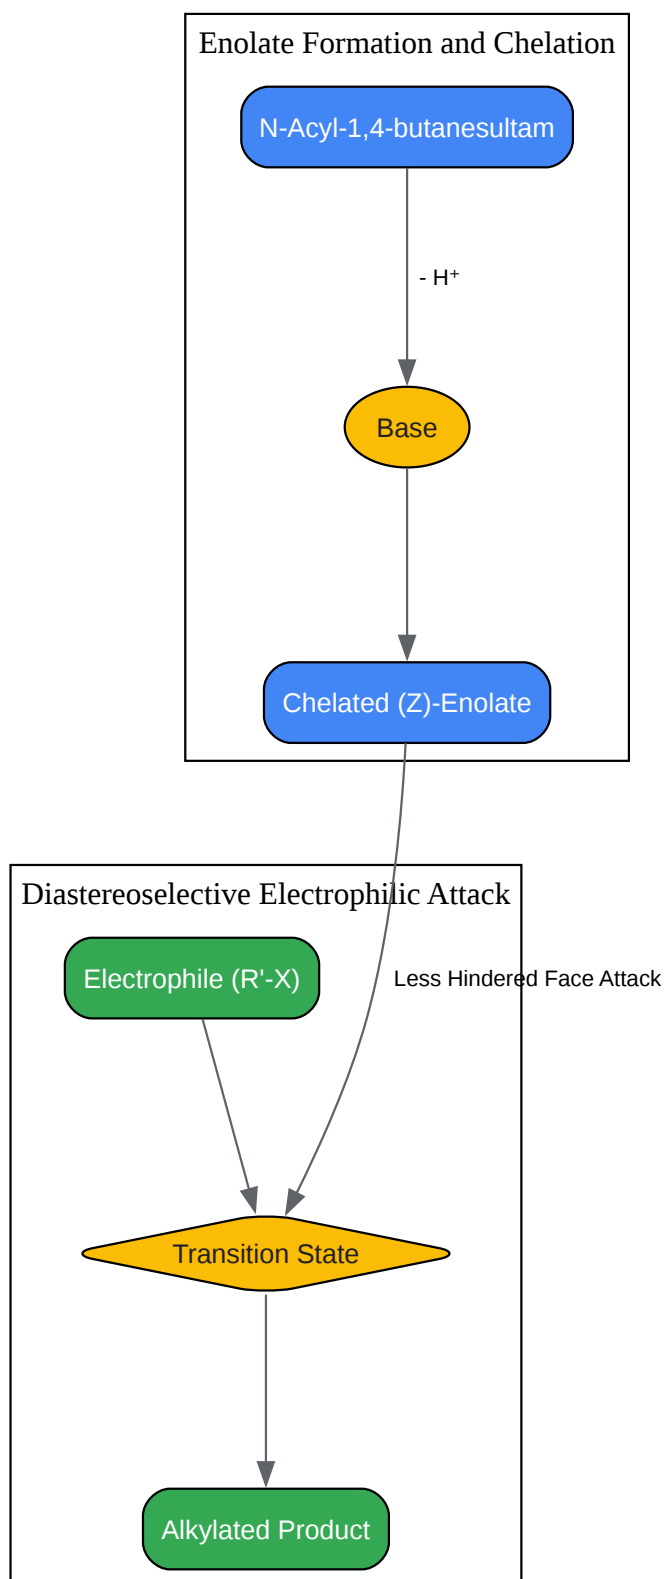 Enolate Formation and Chelation
N-Acyl-1,4-butanesultam
- H⁺
Base
Chelated (Z)-Enolate
Diastereoselective Electrophilic Attack
Electrophile (R'-X)
Less Hindered Face Attack
Transition State
Alkylated Product